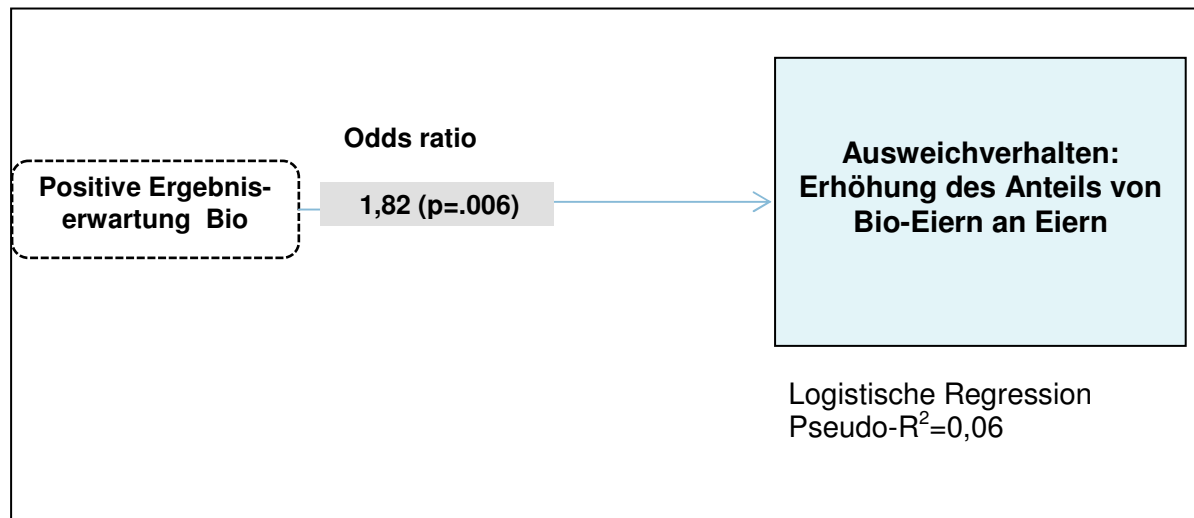 Odds ratio
Positive Ergebnis-
erwartung Bio
1,82 (p=.006)
Ausweichverhalten:
Erhöhung des Anteils von
Bio-Eiern an Eiern
Logistische Regression
Pseudo-R²=0,06